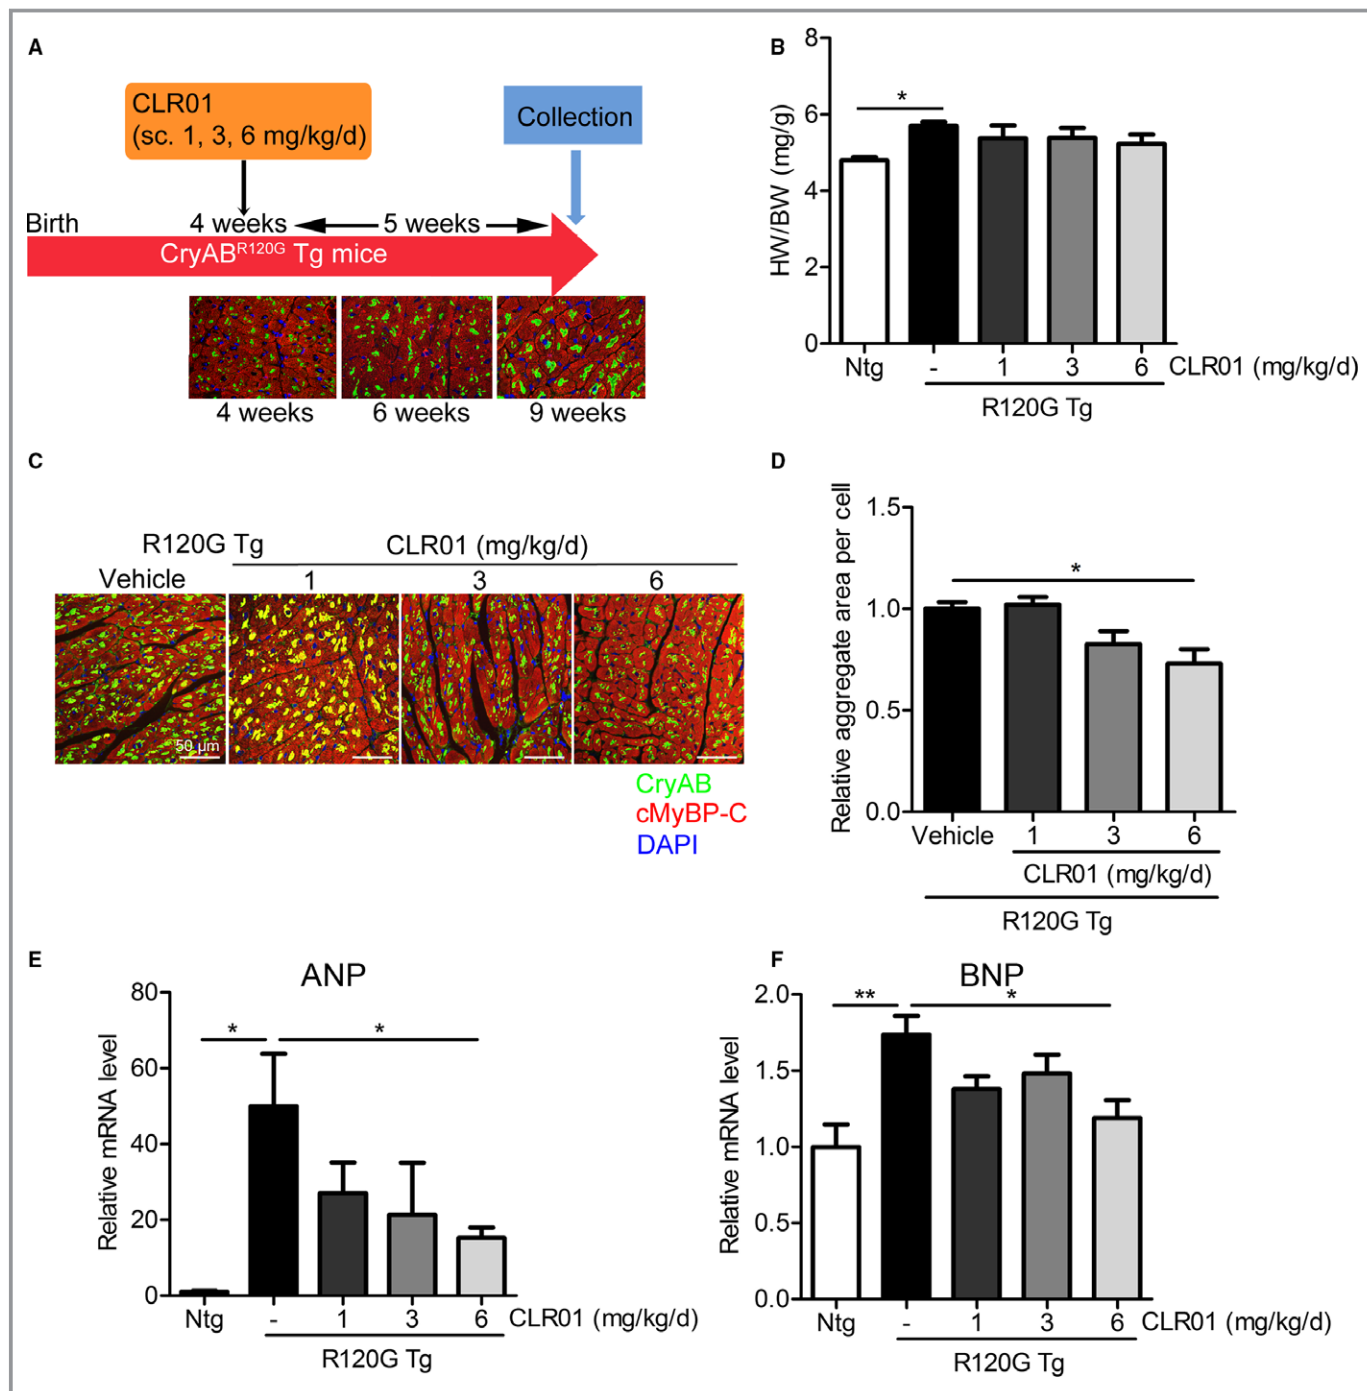 A
CLR01
(sc. 1, 3, 6 mg/kg/d)
Collection
Birth
4 weeks
5 weeks
CryABR120G Tg mice
4 weeks
6 weeks
9 weeks
B
HW/BW (mg/g)
8
6
4
2
0
*
Ntg
-
1
3
6
CLR01 (mg/kg/d)
R120G Tg
C
R120G Tg
CLR01 (mg/kg/d)
Vehicle
1
3
6
50 µm
CryAB
cMyBP-C
DAPI
D
Relative aggregate area per cell
1.5
1.0
0.5
0.0
*
Vehicle
1
3
6
CLR01 (mg/kg/d)
R120G Tg
E
ANP
Relative mRNA level
80
60
40
20
0
*
*
Ntg
-
1
3
6
CLR01 (mg/kg/d)
R120G Tg
F
BNP
Relative mRNA level
2.0
1.5
1.0
0.5
0.0
**
*
Ntg
-
1
3
6
CLR01 (mg/kg/d)
R120G Tg